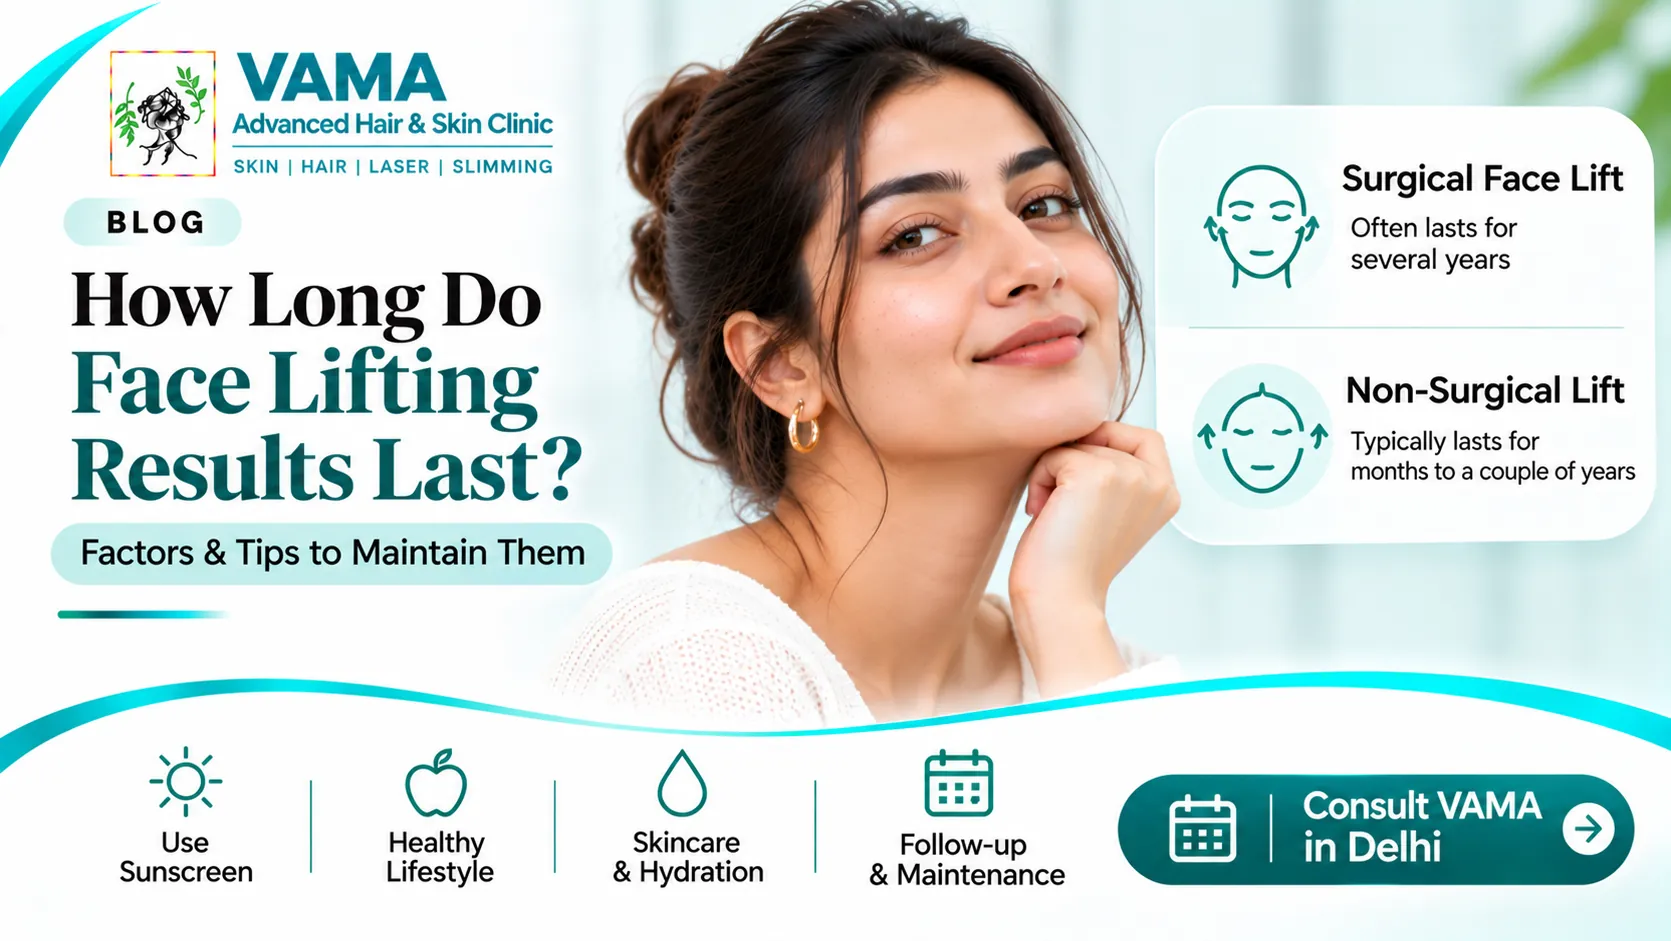 VAMA
Advanced Hair & Skin Clinic
SKIN | HAIR | LASER | SLIMMING
BLOG
How Long Do
Face Lifting
Results Last?
Factors & Tips to Maintain Them
Surgical Face Lift
Often lasts for
several years
Non-Surgical Lift
Typically lasts for
months to a couple of years
Use
Sunscreen
Healthy
Lifestyle
Skincare
& Hydration
Follow-up
& Maintenance
Consult VAMA
in Delhi